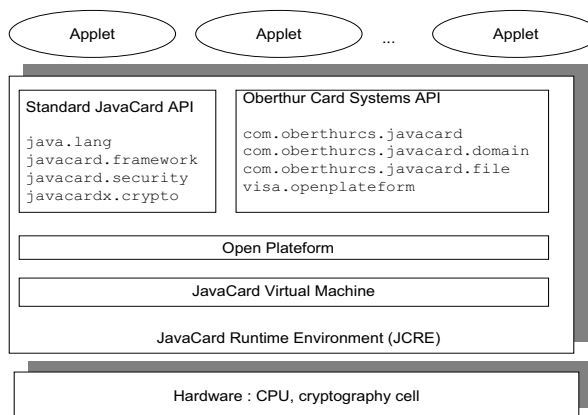 Applet
Applet
...
Applet
Standard JavaCard API
java.lang
javacard.framework
javacard.security
javacardx.crypto
Oberthur Card Systems API
com.oberthurcs.javacard
com.oberthurcs.javacard.domain
com.oberthurcs.javacard.file
visa.openplateform
Open Plateform
JavaCard Virtual Machine
JavaCard Runtime Environment (JCRE)
Hardware : CPU, cryptography cell